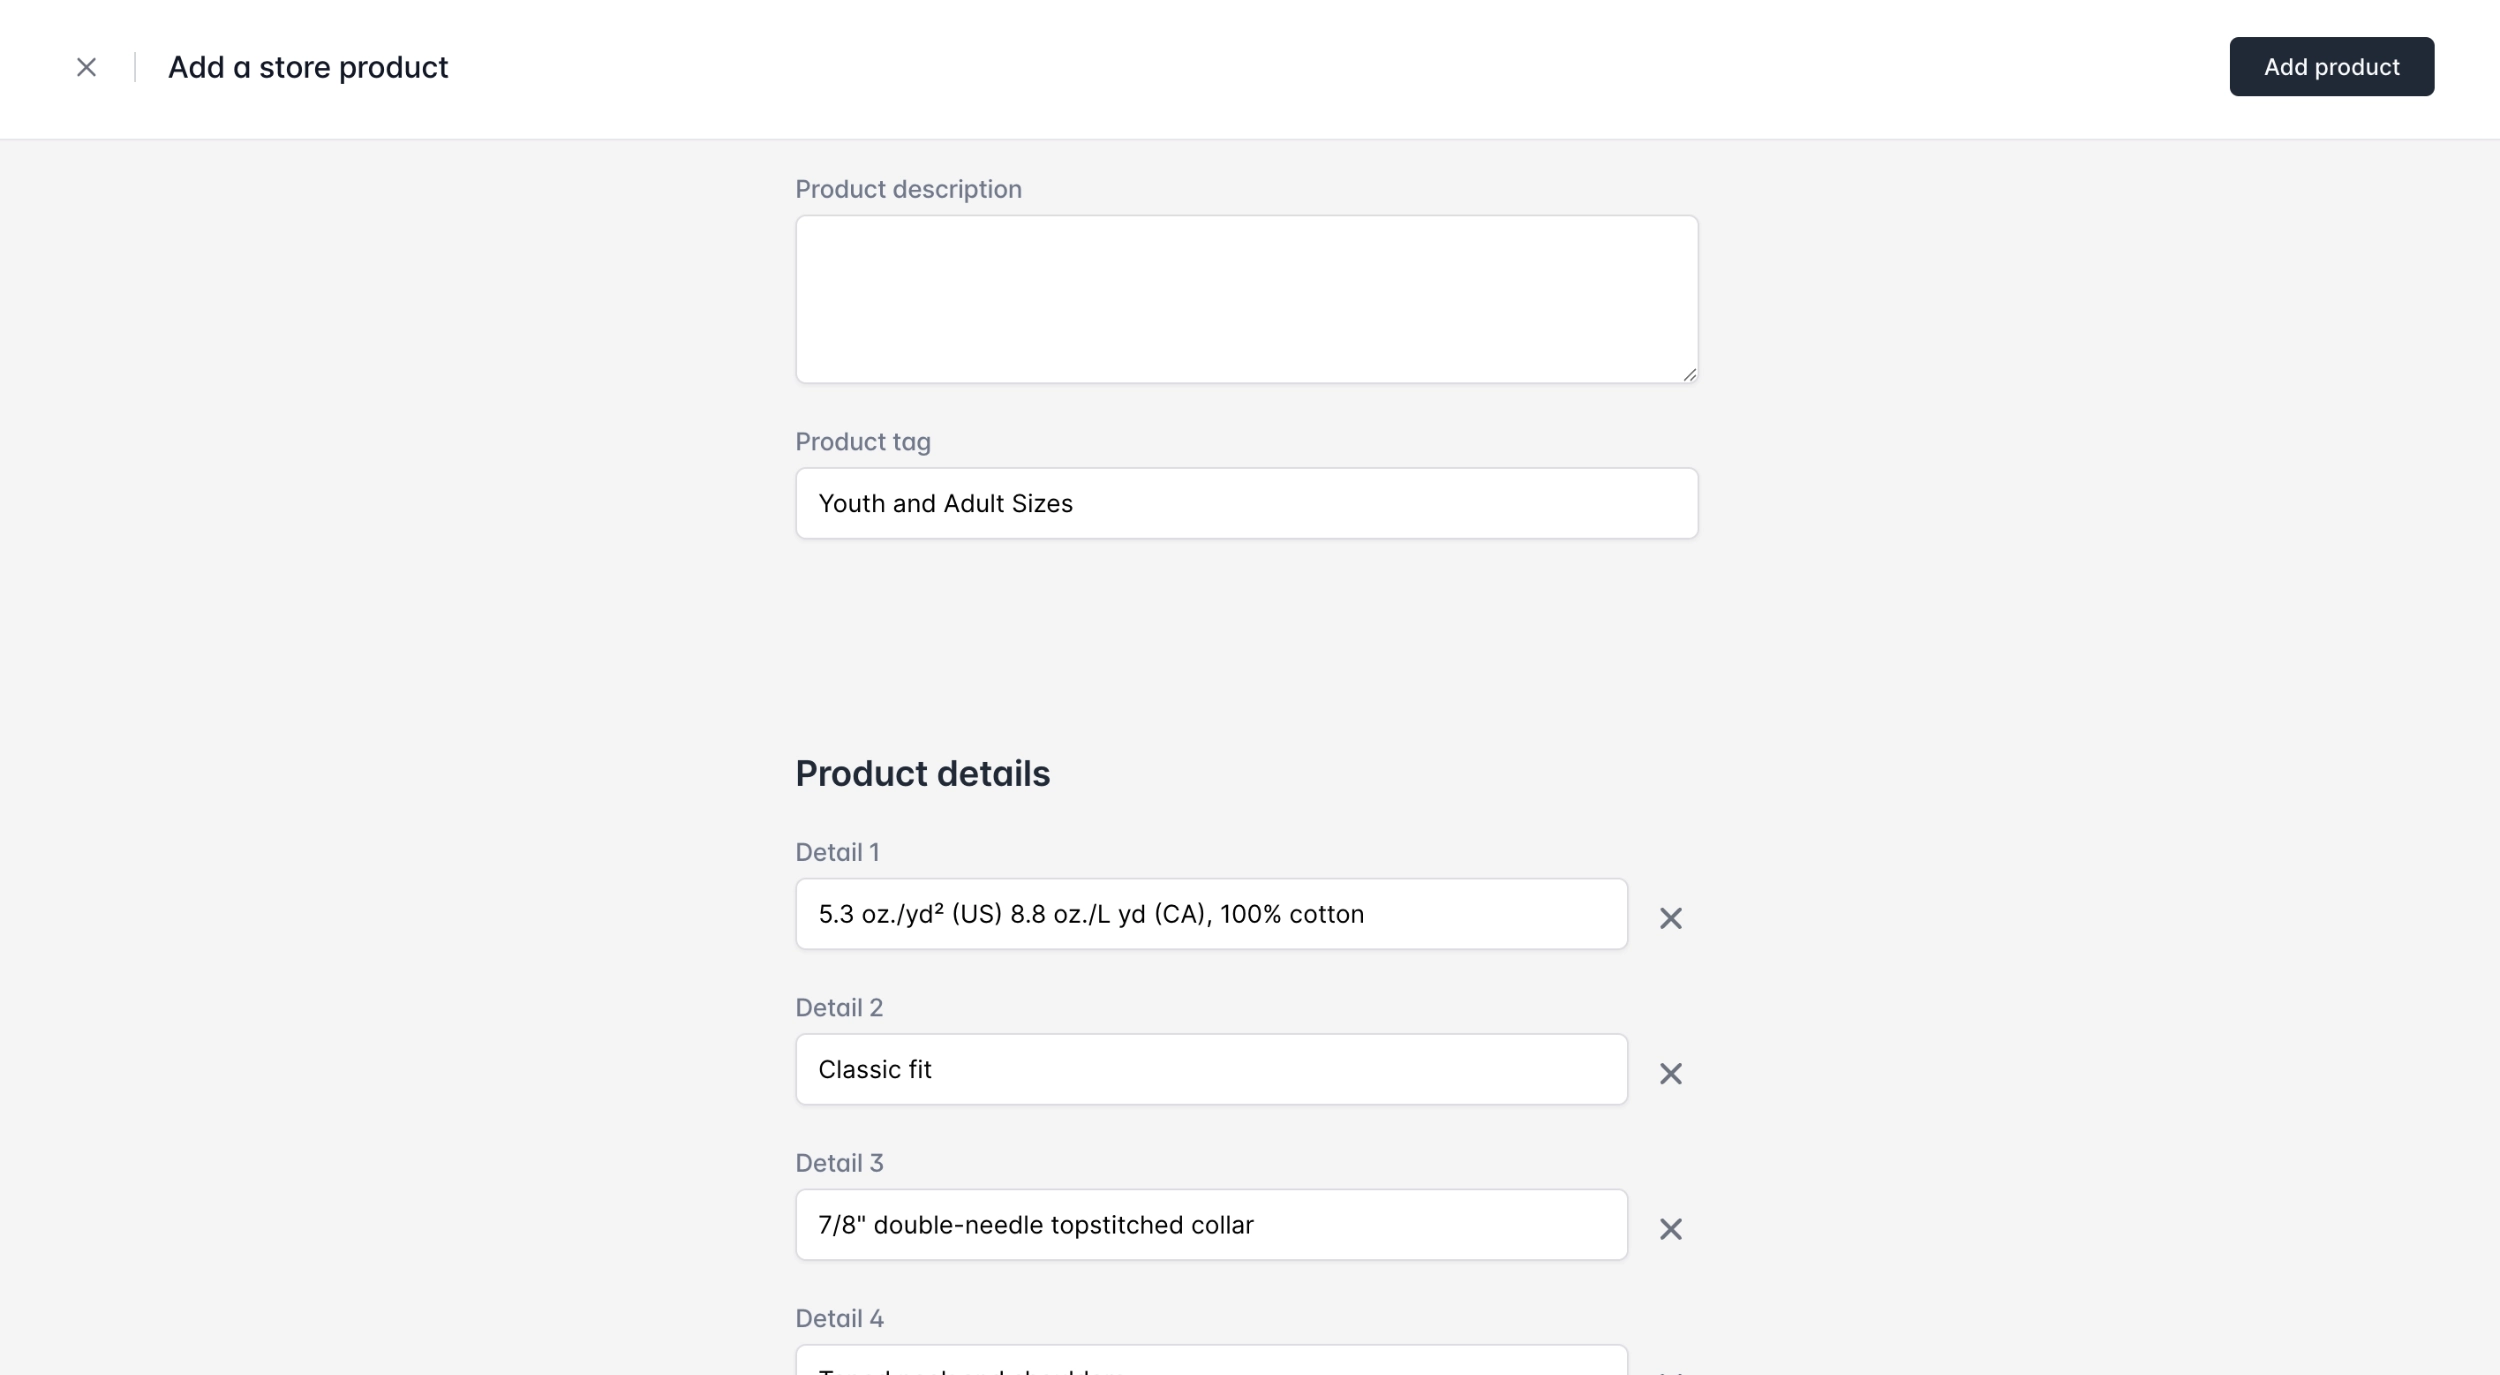 Add a store product
Add product
Product description
Product tag
Youth and Adult Sizes
Product details
Detail 1
5.3 oz./yd² (US) 8.8 oz./L yd (CA), 100% cotton
Detail 2
Classic fit
Detail 3
7/8" double-needle topstitched collar
Detail 4